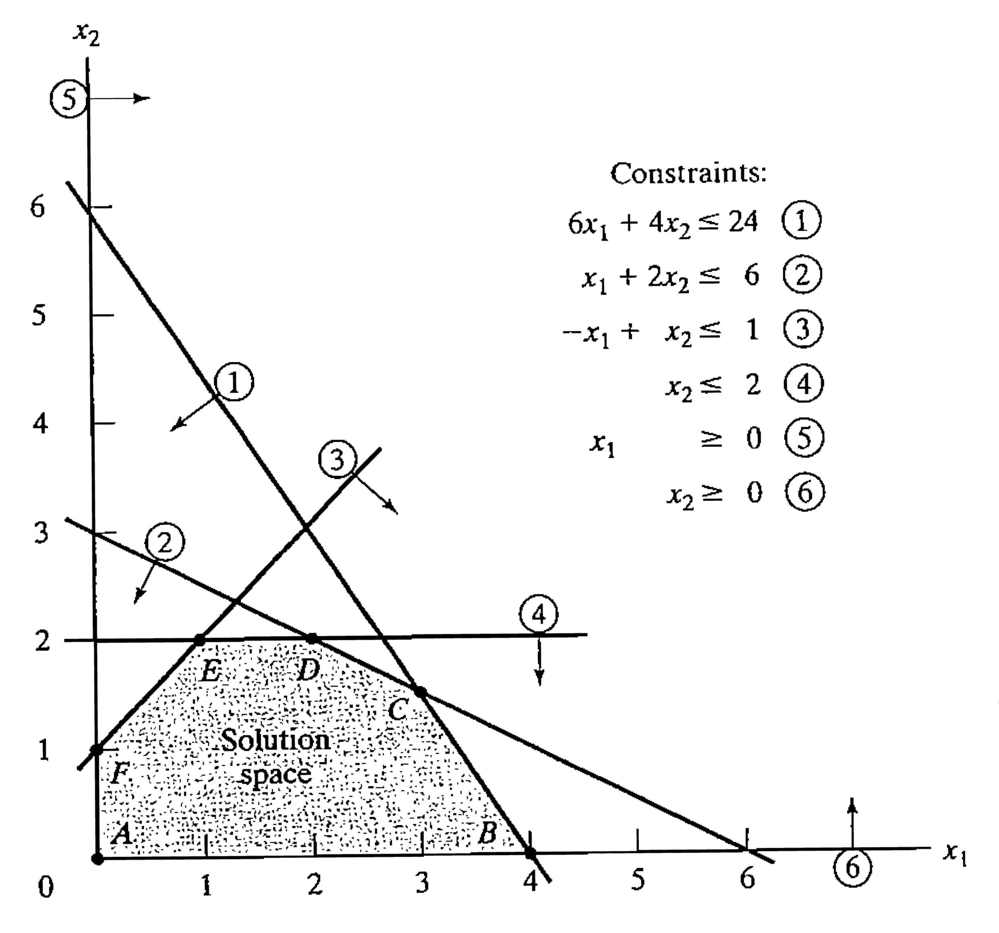 x₂
⑤
6
5
4
3
2
1
0
①
③
②
④
E
D
C
F
A
B
Solution
space
1 2 3 4 5 6
⑥
x₁
Constraints:
6x₁ + 4x₂ ≤ 24 ①
x₁ + 2x₂ ≤ 6 ②
−x₁ + x₂ ≤ 1 ③
x₂ ≤ 2 ④
x₁ ≥ 0 ⑤
x₂ ≥ 0 ⑥